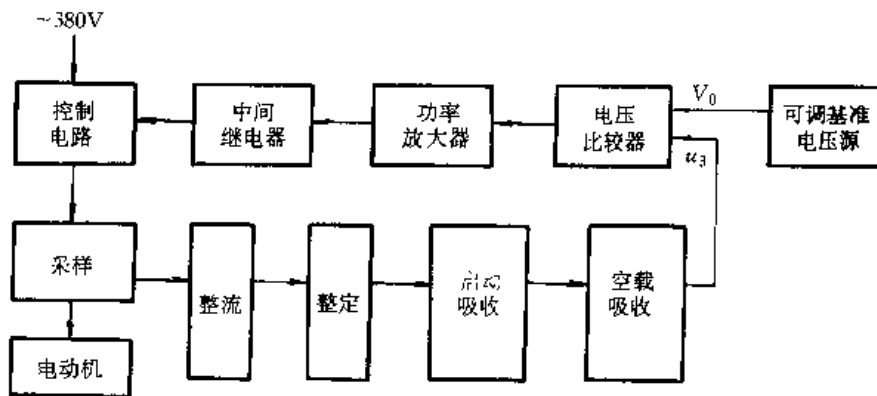 ~380V
控制
电路
中间
继电器
功率
放大器
电压
比较器
V₀
u₃
可调基准
电压源
采样
整流
整定
启动
吸收
空载
吸收
电动机